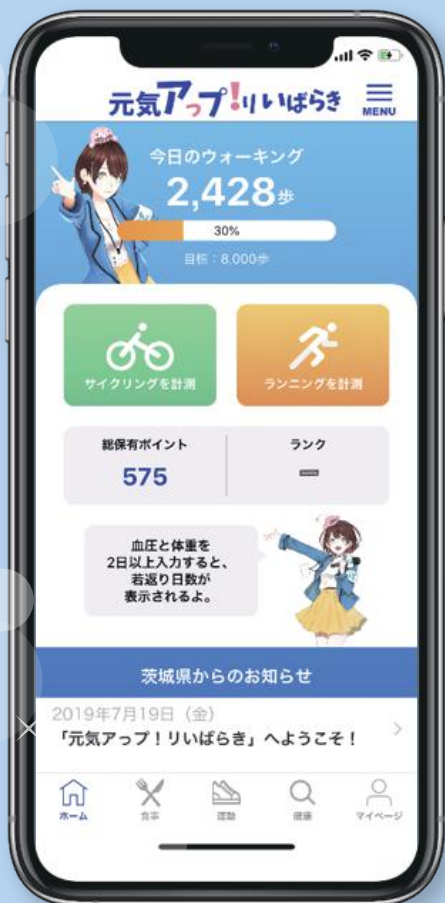 元気アっプ!リいばらき
MENU
今日のウォーキング
2,428歩
30%
目標：8,000歩
サイクリングを計測
ランニングを計測
総保有ポイント
ランク
575
血圧と体重を
2日以上入力すると、
若返り日数が
表示されるよ。
茨城県からのお知らせ
2019年7月19日（金）
「元気アっプ！リいばらき」へようこそ！
ホーム
食事
運動
健康
マイページ